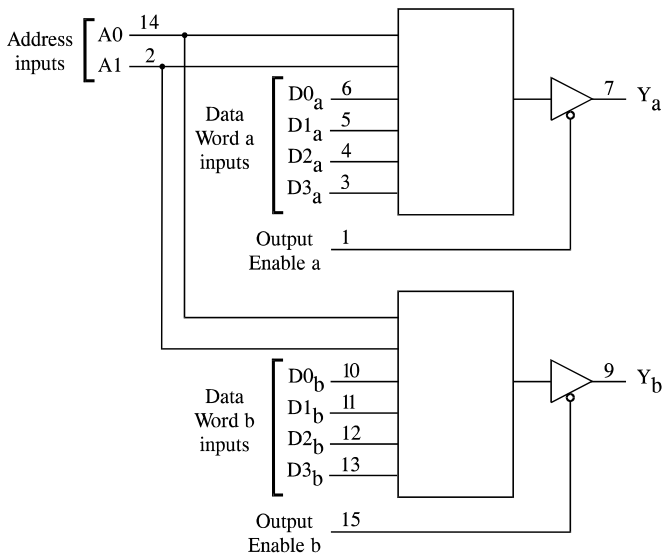 Address
inputs
A0 14
A1 2
Data
Word a
inputs
D0a 6
D1a 5
D2a 4
D3a 3
7 Ya
Output
Enable a
1
Data
Word b
inputs
D0b 10
D1b 11
D2b 12
D3b 13
9 Yb
Output
Enable b
15